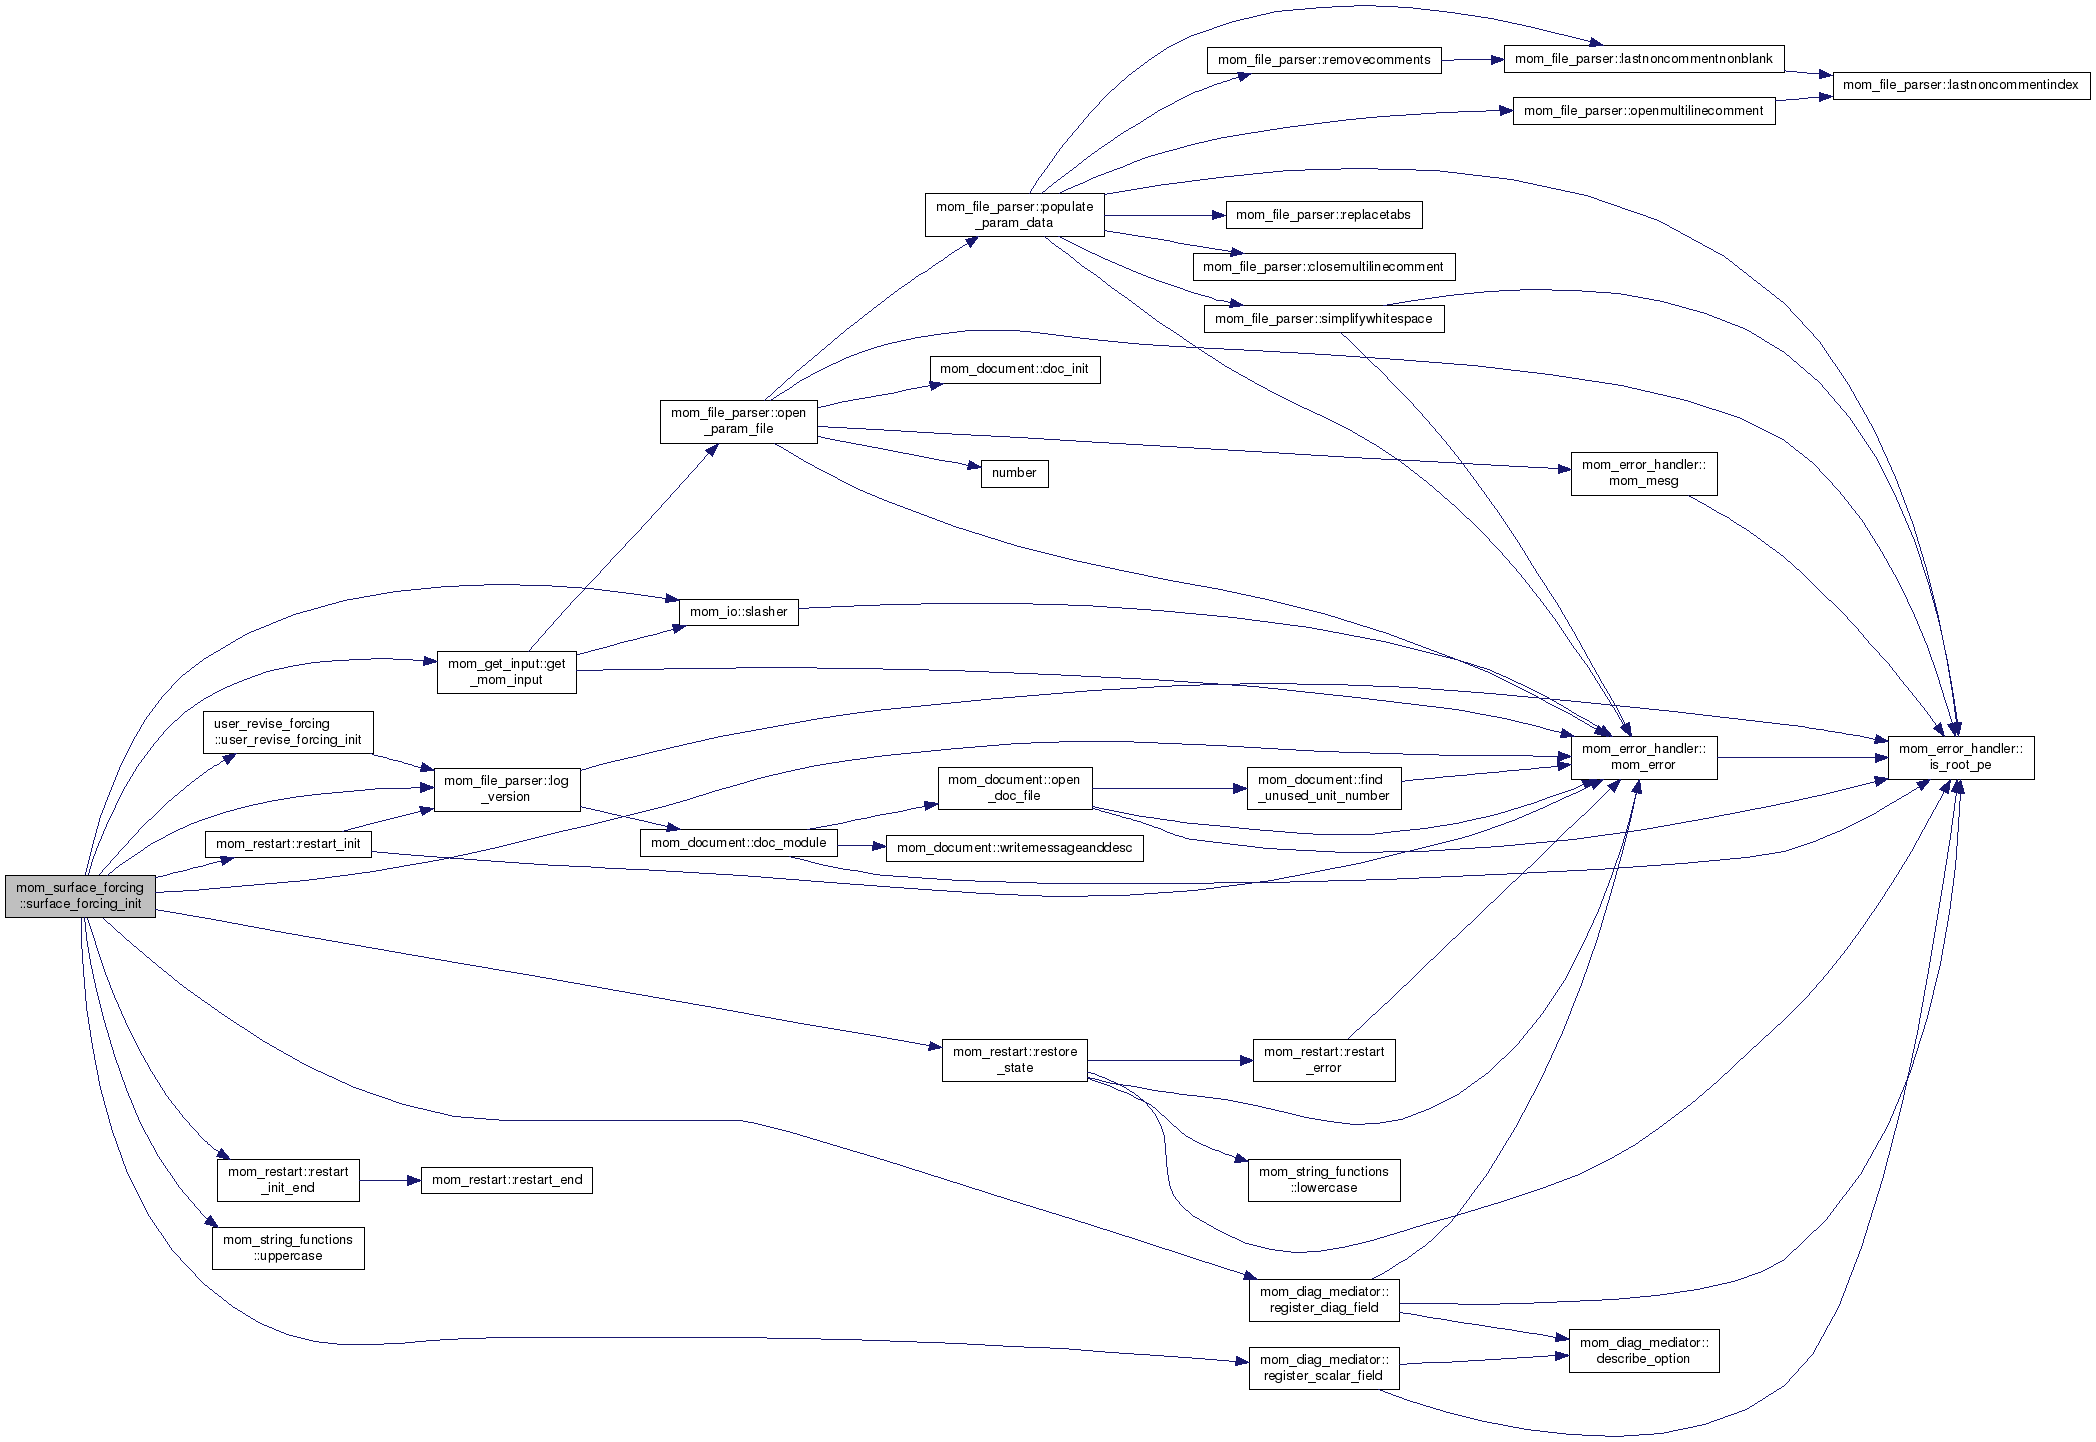 mom_file_parser::removecomments
mom_file_parser::lastnoncommentnonblank
mom_file_parser::lastnoncommentindex
mom_file_parser::openmultilinecomment
mom_file_parser::populate
_param_data
mom_file_parser::replacetabs
mom_file_parser::closemultilinecomment
mom_file_parser::simplifywhitespace
mom_document::doc_init
mom_file_parser::open
_param_file
number
mom_error_handler::
mom_mesg
mom_io::slasher
mom_get_input::get
_mom_input
user_revise_forcing
::user_revise_forcing_init
mom_file_parser::log
_version
mom_restart::restart_init
mom_surface_forcing
::surface_forcing_init
mom_document::open
_doc_file
mom_document::find
_unused_unit_number
mom_error_handler::
mom_error
mom_error_handler::
is_root_pe
mom_document::doc_module
mom_document::writemessageanddesc
mom_restart::restore
_state
mom_restart::restart
_error
mom_string_functions
::lowercase
mom_restart::restart
_init_end
mom_restart::restart_end
mom_string_functions
::uppercase
mom_diag_mediator::
register_diag_field
mom_diag_mediator::
describe_option
mom_diag_mediator::
register_scalar_field